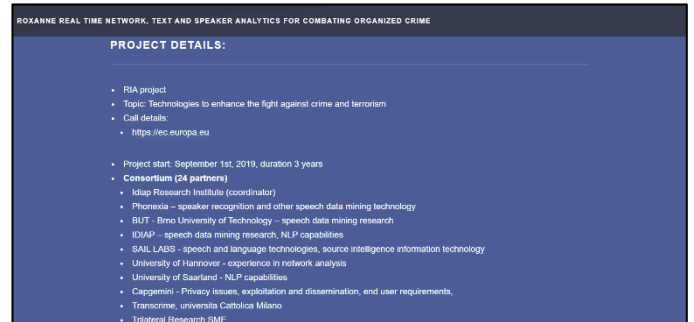 ROXANNE REAL TIME NETWORK, TEXT AND SPEAKER ANALYTICS FOR COMBATING ORGANIZED CRIME
PROJECT DETAILS:
RIA project
Topic: Technologies to enhance the fight against crime and terrorism
Call details:
https://ec.europa.eu
Project start: September 1st, 2019, duration 3 years
Consortium (24 partners)
Idiap Research Institute (coordinator)
Phonexia – speaker recognition and other speech data mining technology
BUT - Brno University of Technology – speech data mining research
IDIAP – speech data mining research, NLP capabilities
SAIL LABS - speech and language technologies, source intelligence information technology
University of Hannover - experience in network analysis
University of Saarland - NLP capabilities
Capgemini - Privacy issues, exploitation and dissemination, end user requirements,
Transcrime, universita Cattolica Milano
Trilateral Research SME